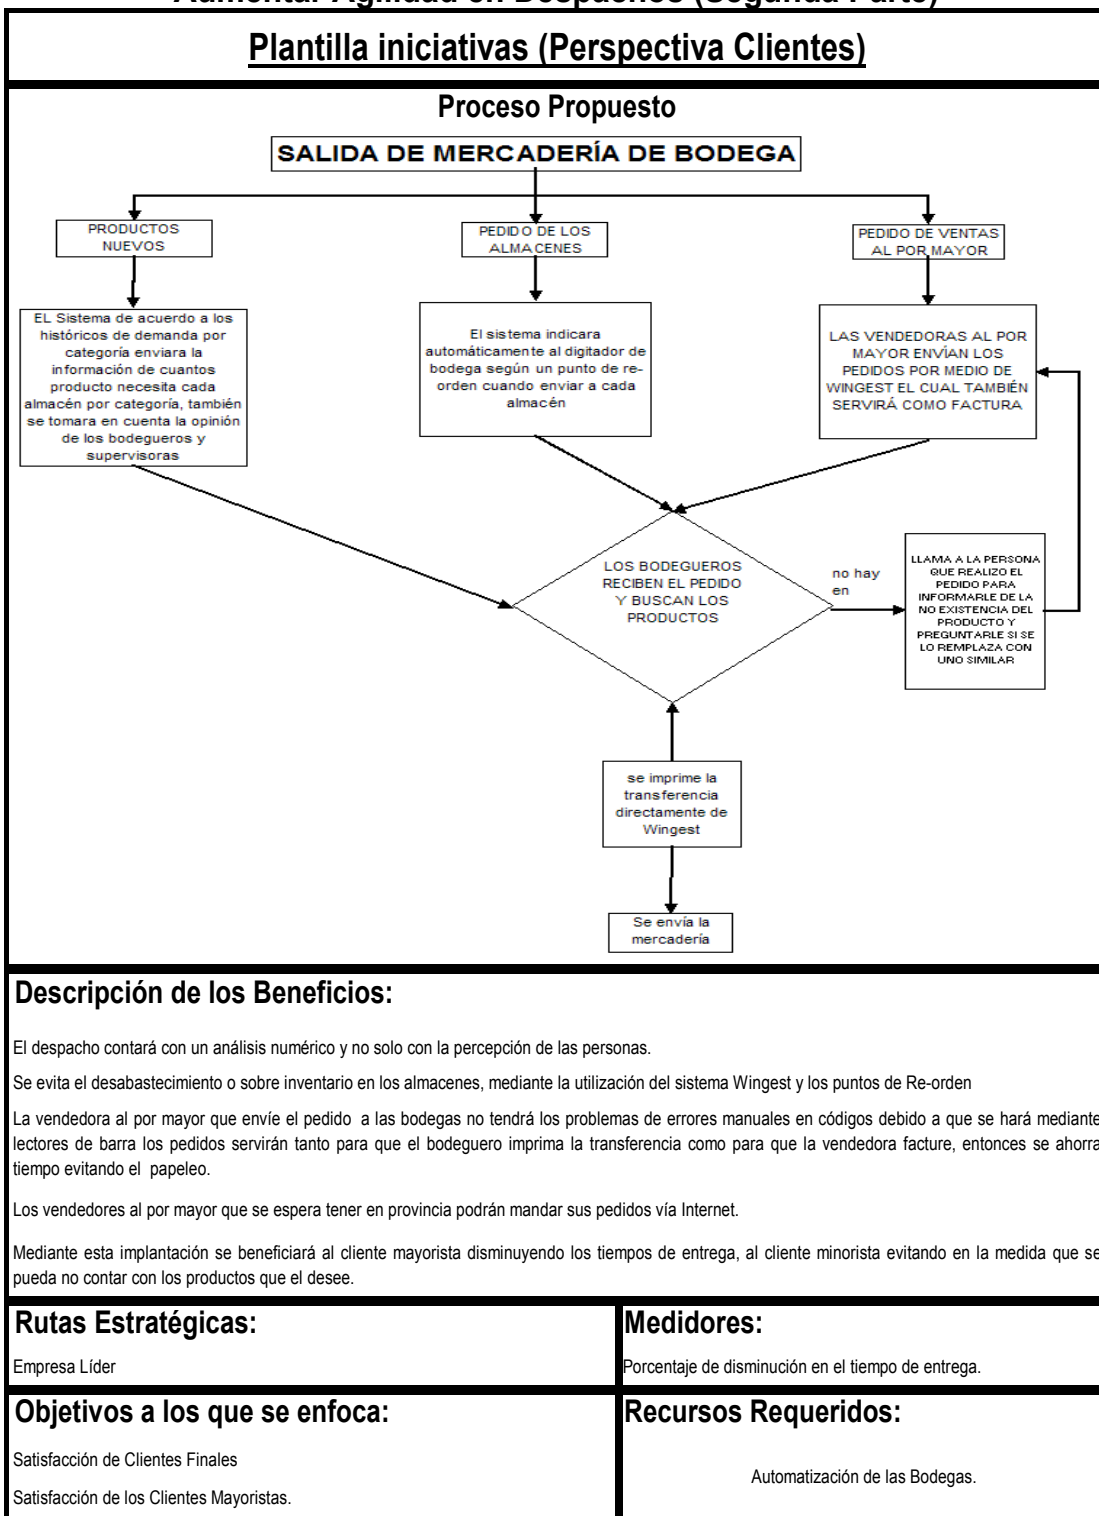 Aumentar Agilidad en Despachos (Segunda Parte)
Plantilla iniciativas (Perspectiva Clientes)
Proceso Propuesto
SALIDA DE MERCADERÍA DE BODEGA
PRODUCTOS
NUEVOS
PEDIDO DE LOS
ALMACENES
PEDIDO DE VENTAS
AL POR MAYOR
EL Sistema de acuerdo a los
históricos de demanda por
categoría enviara la
información de cuantos
producto necesita cada
almacén por categoría, también
se tomara en cuenta la opinión
de los bodegueros y
supervisoras
El sistema indicara
automáticamente al digitador de
bodega según un punto de re-
orden cuando enviar a cada
almacén
LAS VENDEDORAS AL POR
MAYOR ENVÍAN LOS
PEDIDOS POR MEDIO DE
WINGEST EL CUAL TAMBIÉN
SERVIRÁ COMO FACTURA
LOS BODEGUEROS
RECIBEN EL PEDIDO
Y BUSCAN LOS
PRODUCTOS
no hay
en
LLAMA A LA PERSONA
QUE REALIZO EL
PEDIDO PARA
INFORMARLE DE LA
NO EXISTENCIA DEL
PRODUCTO Y
PREGUNTARLE SI SE
LO REMPLAZA CON
UNO SIMILAR
se imprime la
transferencia
directamente de
Wingest
Se envía la
mercadería
Descripción de los Beneficios:
El despacho contará con un análisis numérico y no solo con la percepción de las personas.
Se evita el desabastecimiento o sobre inventario en los almacenes, mediante la utilización del sistema Wingest y los puntos de Re-orden
La vendedora al por mayor que envíe el pedido a las bodegas no tendrá los problemas de errores manuales en códigos debido a que se hará mediante
lectores de barra los pedidos servirán tanto para que el bodeguero imprima la transferencia como para que la vendedora facture, entonces se ahorra
tiempo evitando el papeleo.
Los vendedores al por mayor que se espera tener en provincia podrán mandar sus pedidos vía Internet.
Mediante esta implantación se beneficiará al cliente mayorista disminuyendo los tiempos de entrega, al cliente minorista evitando en la medida que se
pueda no contar con los productos que el desee.
Rutas Estratégicas:
Empresa Líder
Medidores:
Porcentaje de disminución en el tiempo de entrega.
Objetivos a los que se enfoca:
Satisfacción de Clientes Finales
Satisfacción de los Clientes Mayoristas.
Recursos Requeridos:
Automatización de las Bodegas.